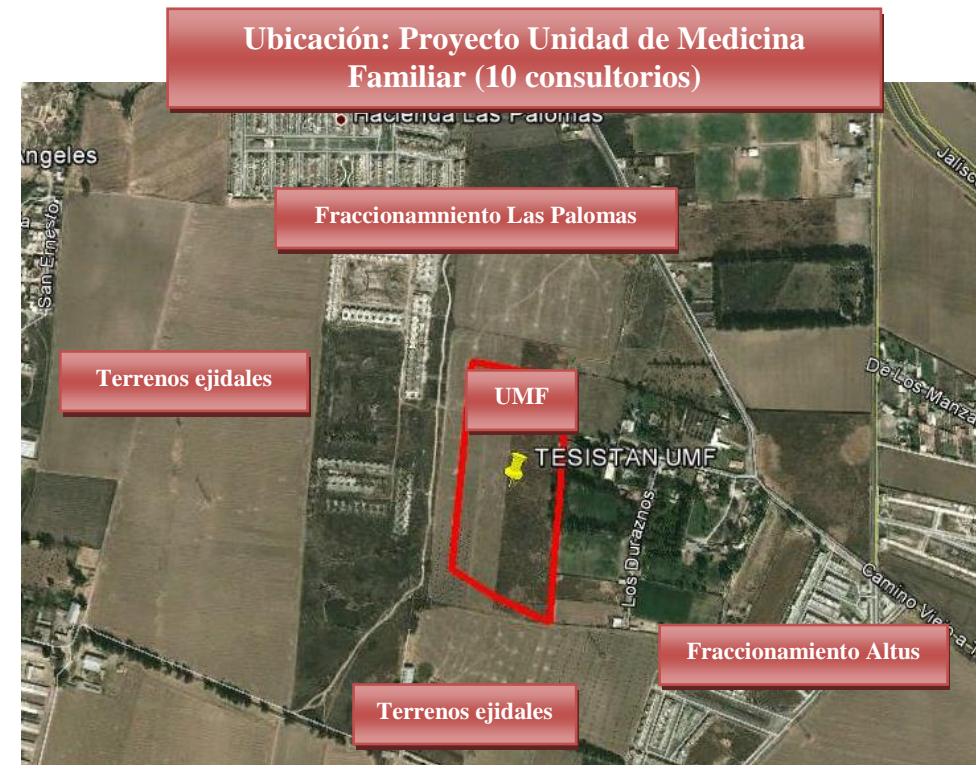 Ubicación: Proyecto Unidad de Medicina
Familiar (10 consultorios)
Hacienda Las Palomas
Angeles
Jalisco
San Ernesto
Fraccionamniento Las Palomas
Terrenos ejidales
UMF
De Los Manza
TESISTAN UMF
Los Duraznos
Camino Viejo-a-T
Fraccionamiento Altus
Terrenos ejidales